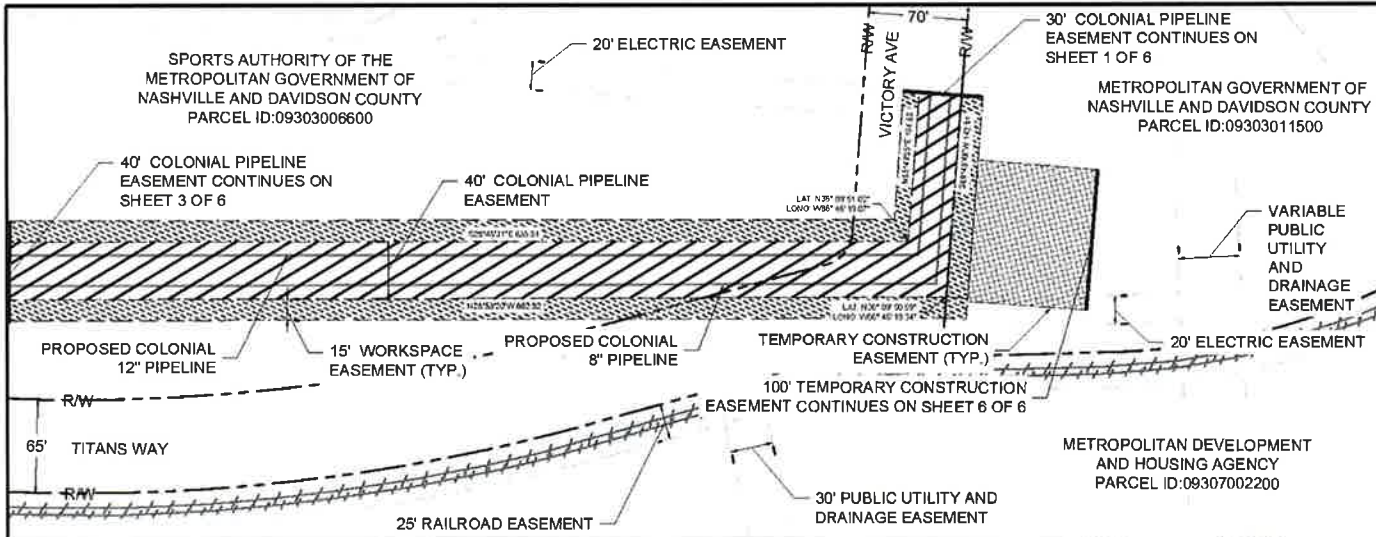 70'
30' COLONIAL PIPELINE
EASEMENT CONTINUES ON
SHEET 1 OF 6
R/W
R/W
VICTORY AVE
20' ELECTRIC EASEMENT
SPORTS AUTHORITY OF THE
METROPOLITAN GOVERNMENT OF
NASHVILLE AND DAVIDSON COUNTY
PARCEL ID:09303006600
METROPOLITAN GOVERNMENT OF
NASHVILLE AND DAVIDSON COUNTY
PARCEL ID:09303011500
40' COLONIAL PIPELINE
EASEMENT CONTINUES ON
SHEET 3 OF 6
40' COLONIAL PIPELINE
EASEMENT
VARIABLE
PUBLIC
UTILITY
AND
DRAINAGE
EASEMENT
PROPOSED COLONIAL
12" PIPELINE
15' WORKSPACE
EASEMENT (TYP.)
PROPOSED COLONIAL
8" PIPELINE
TEMPORARY CONSTRUCTION
EASEMENT (TYP.)
20' ELECTRIC EASEMENT
100' TEMPORARY CONSTRUCTION
EASEMENT CONTINUES ON SHEET 6 OF 6
R/W
65'
TITANS WAY
R/W
METROPOLITAN DEVELOPMENT
AND HOUSING AGENCY
PARCEL ID:09307002200
30' PUBLIC UTILITY AND
DRAINAGE EASEMENT
25' RAILROAD EASEMENT